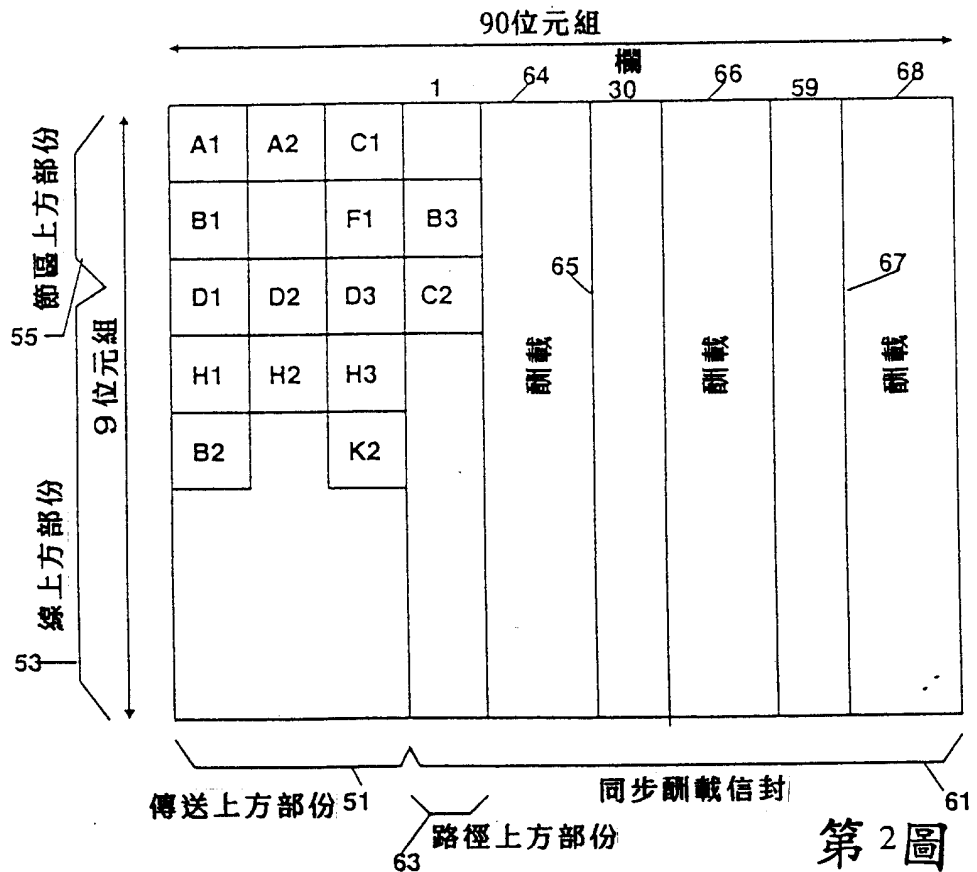 90位元組
欄
1 64 30 66 59 68
A1 A2 C1
B1 F1 B3
D1 D2 D3 C2
H1 H2 H3
B2 K2
65
67
酬載
酬載
酬載
節區上方部份
55
9位元組
線上方部份
53
傳送上方部份 51
同步酬載信封
61
路徑上方部份
63
第2圖